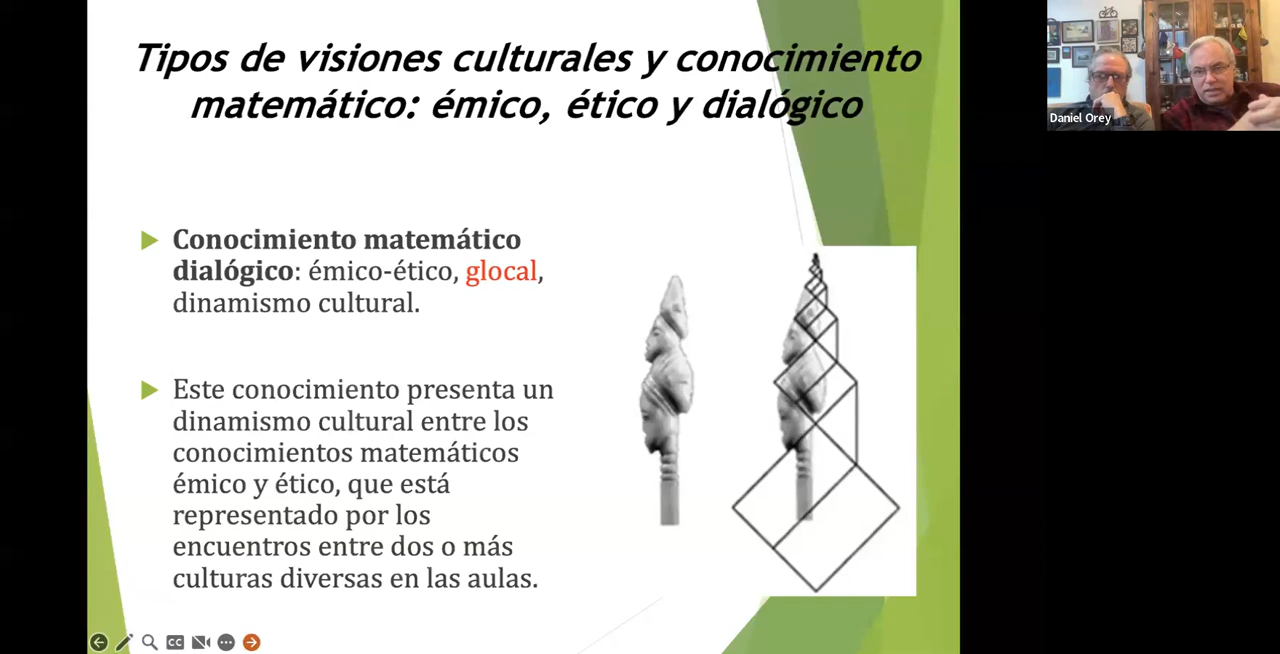 Tipos de visiones culturales y conocimiento
matemático: émico, ético y dialógico
Conocimiento matemático
dialógico: émico-ético, glocal,
dinamismo cultural.
Este conocimiento presenta un
dinamismo cultural entre los
conocimientos matemáticos
émico y ético, que está
representado por los
encuentros entre dos o más
culturas diversas en las aulas.
Daniel Orey
CC